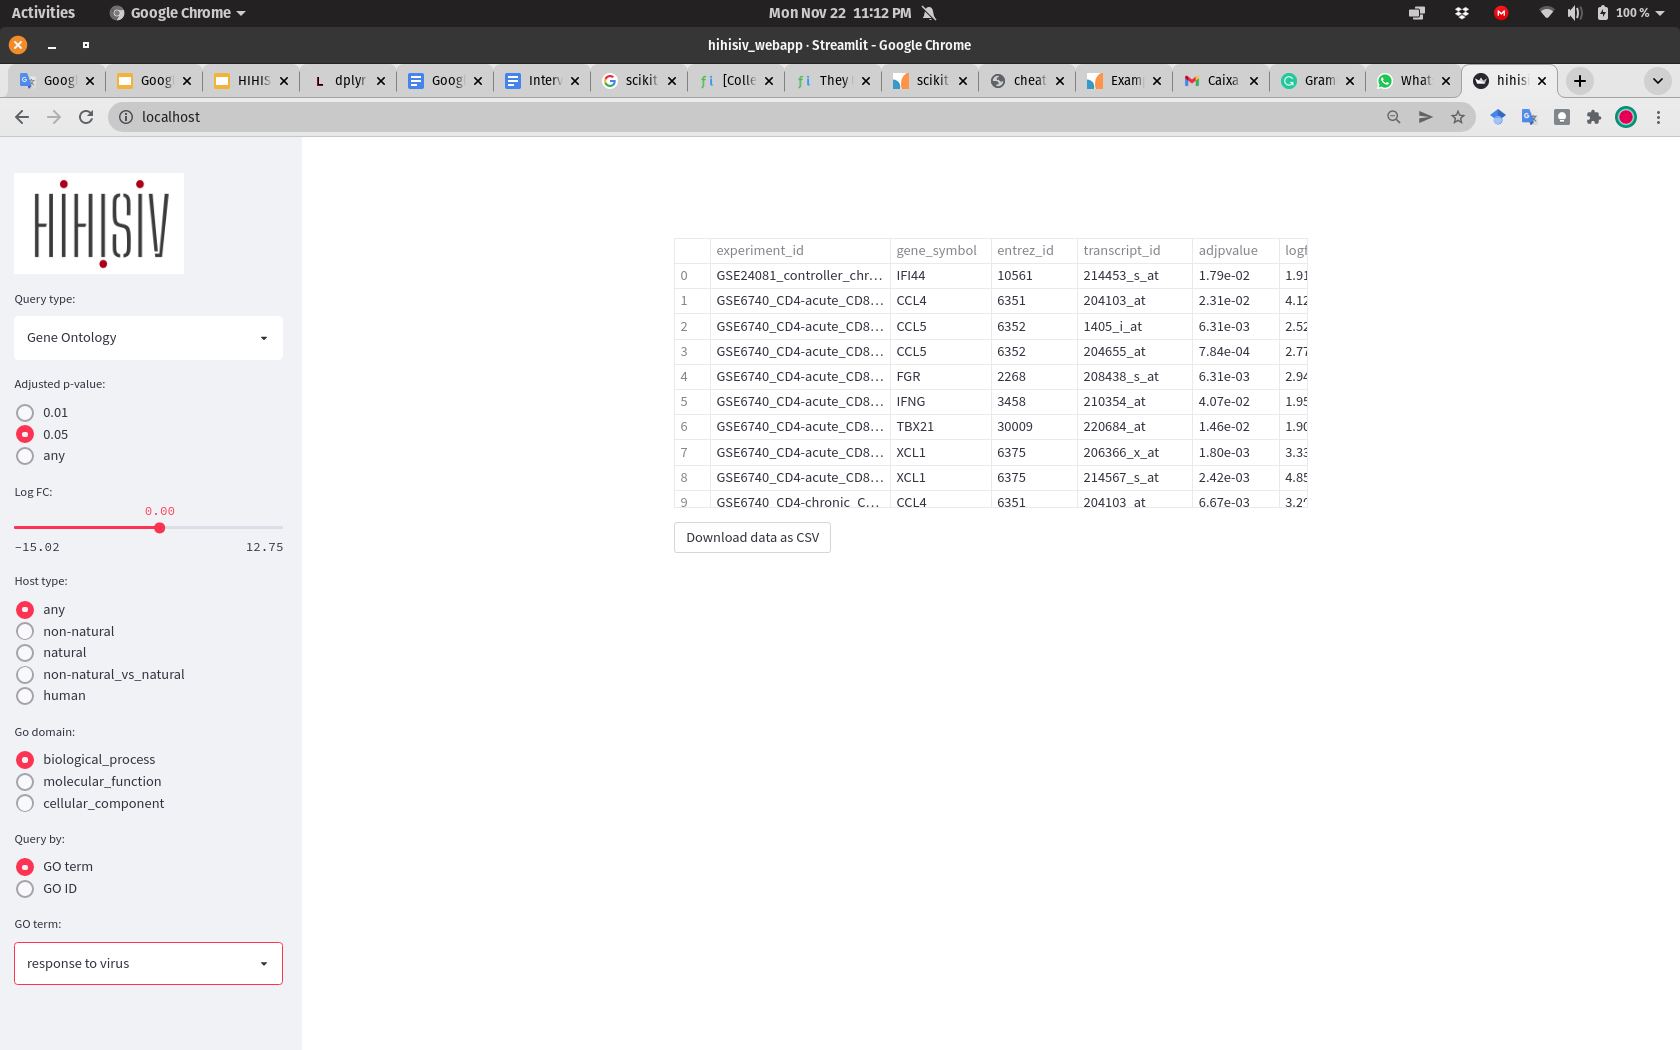 Activities Google Chrome Mon Nov 22 11:12 PM 100 %
hihisiv_webapp · Streamlit - Google Chrome
Googl Googl HIHIS dplyr Googl Interv scikit [Colle They scikit cheat Exam Caixa Gram What hihis
localhost
HIHISIV
Query type:
Gene Ontology
Adjusted p-value:
0.01
0.05
any
Log FC:
0.00
-15.02 12.75
Host type:
any
non-natural
natural
non-natural_vs_natural
human
Go domain:
biological_process
molecular_function
cellular_component
Query by:
GO term
GO ID
GO term:
response to virus
experiment_id gene_symbol entrez_id transcript_id adjpvalue logf
0 GSE24081_controller_chr... IFI44 10561 214453_s_at 1.79e-02 1.91
1 GSE6740_CD4-acute_CD8... CCL4 6351 204103_at 2.31e-02 4.12
2 GSE6740_CD4-acute_CD8... CCL5 6352 1405_i_at 6.31e-03 2.52
3 GSE6740_CD4-acute_CD8... CCL5 6352 204655_at 7.84e-04 2.77
4 GSE6740_CD4-acute_CD8... FGR 2268 208438_s_at 6.31e-03 2.94
5 GSE6740_CD4-acute_CD8... IFNG 3458 210354_at 4.07e-02 1.95
6 GSE6740_CD4-acute_CD8... TBX21 30009 220684_at 1.46e-02 1.90
7 GSE6740_CD4-acute_CD8... XCL1 6375 206366_x_at 1.80e-03 3.33
8 GSE6740_CD4-acute_CD8... XCL1 6375 214567_s_at 2.42e-03 4.85
9 GSE6740_CD4-chronic_C... CCL4 6351 204103_at 6.67e-03
Download data as CSV